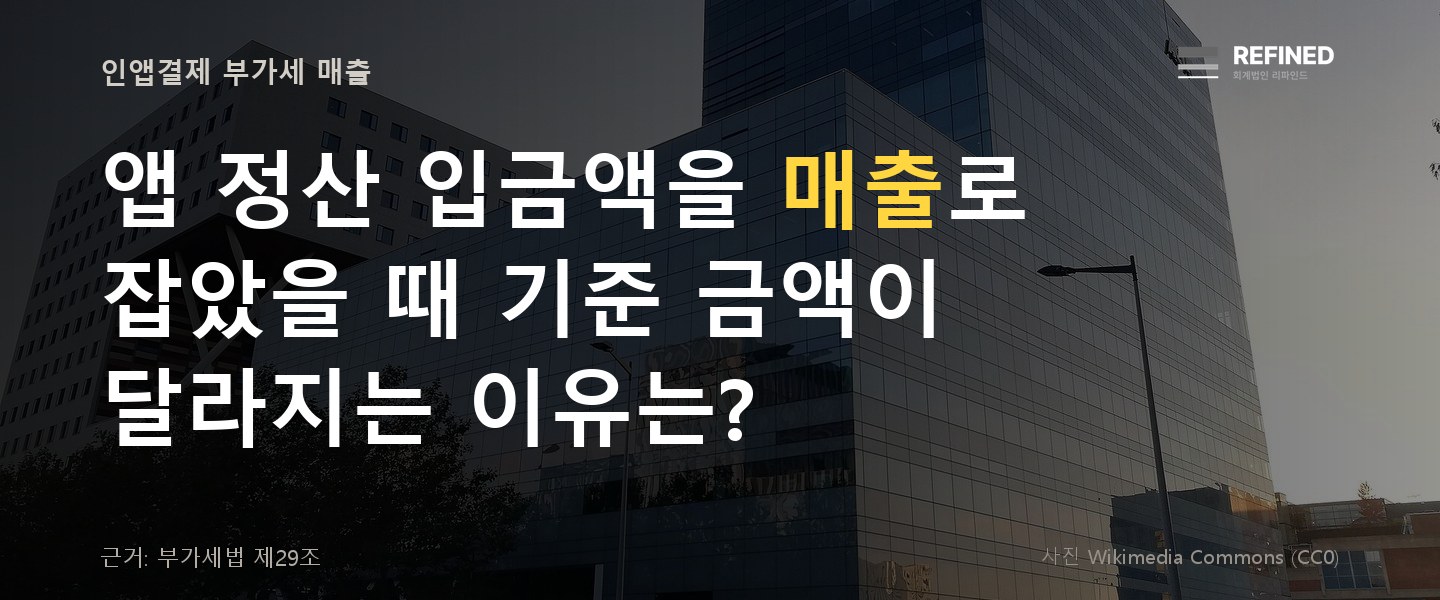 인앱결제 부가세 매출
REFINED
회계법인 리파인드
앱 정산 입금액을 매출로
잡았을 때 기준 금액이
달라지는 이유는?
근거: 부가세법 제29조
사진 Wikimedia Commons (CC0)